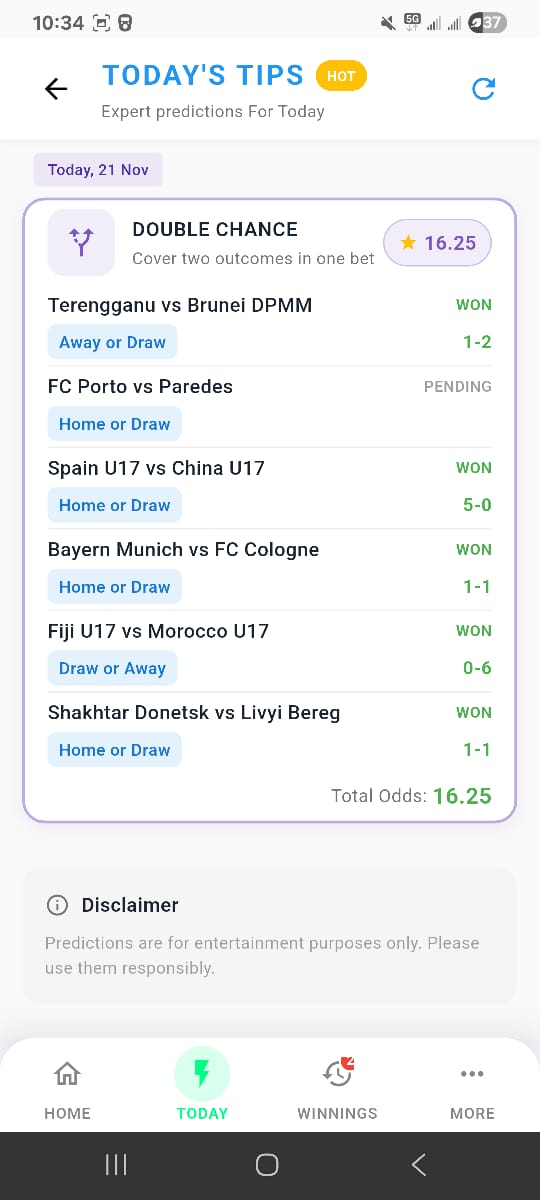 10:34 5G 37
TODAY'S TIPS HOT
Expert predictions For Today
Today, 21 Nov
DOUBLE CHANCE
Cover two outcomes in one bet
16.25
Terengganu vs Brunei DPMM WON
Away or Draw 1-2
FC Porto vs Paredes PENDING
Home or Draw
Spain U17 vs China U17 WON
Home or Draw 5-0
Bayern Munich vs FC Cologne WON
Home or Draw 1-1
Fiji U17 vs Morocco U17 WON
Draw or Away 0-6
Shakhtar Donetsk vs Livyi Bereg WON
Home or Draw 1-1
Total Odds: 16.25
Disclaimer
Predictions are for entertainment purposes only. Please
use them responsibly.
HOME TODAY WINNINGS MORE